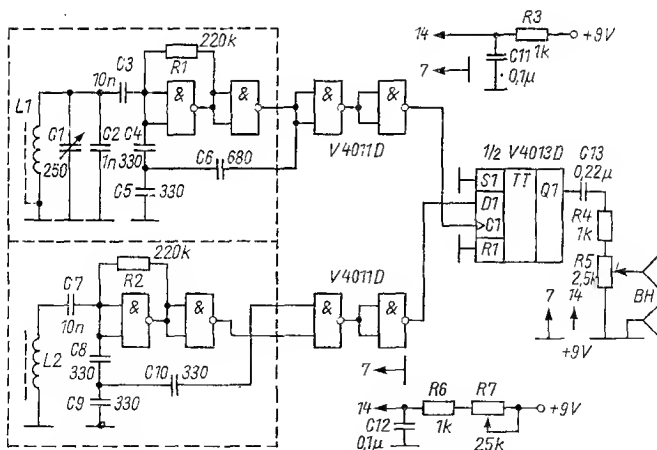 R3
1k
+9V
14
C11
0,1μ
7
220k
R1
C3
10n
&
&
&
&
L1
C1
250
C2
1n
C4
330
C6 680
C5 330
V4011D
1/2 V4013D
S1 TT
D1 Q1
C1
R1
C13
0,22μ
R4
1k
R5
2,5k
BH
7
14
+9V
220k
R2
C7
10n
&
&
&
&
V4011D
L2
C8
330
C10 330
C9 330
7
14
R6
1k
R7
25k
+9V
C12
0,1μ